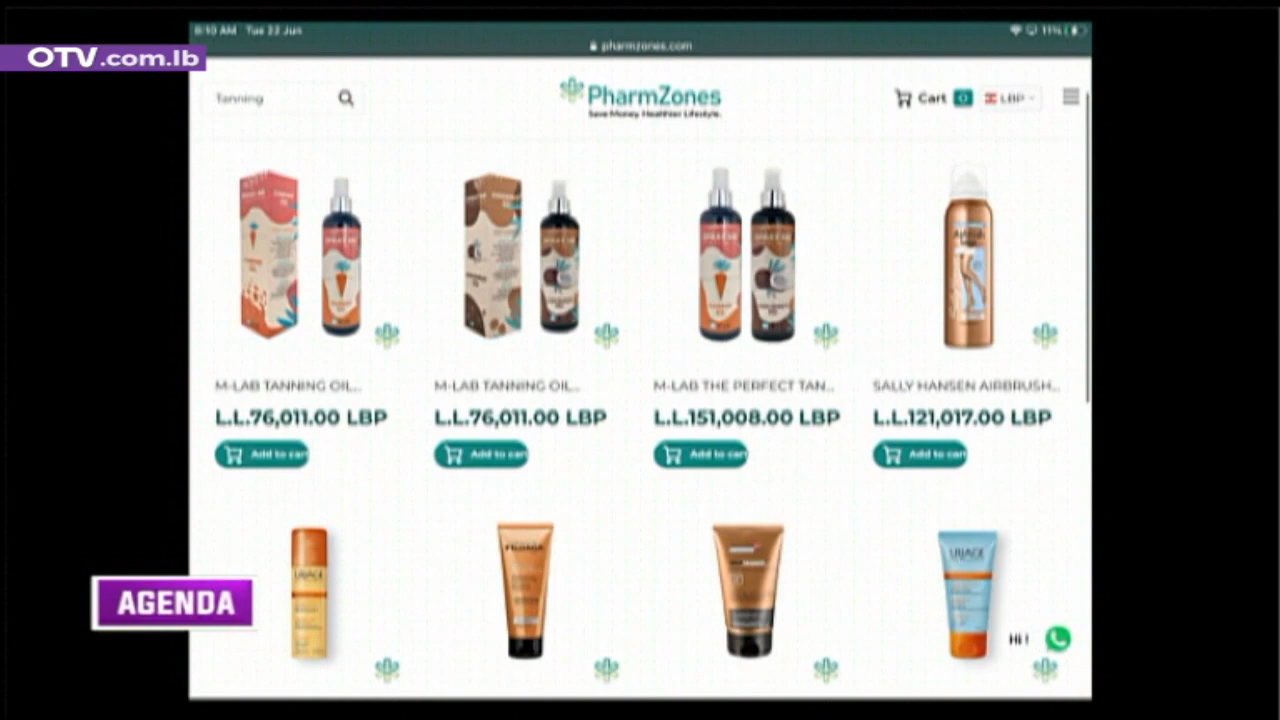 8:10 AM Tue 22 Jun
11%
pharmzones.com
OTV.com.lb
Tanning
PharmZones
Save Money. Healthier Lifestyle.
Cart 0 LBP
M-LAB TANNING OIL...
L.L.76,011.00 LBP
Add to cart
M-LAB TANNING OIL...
L.L.76,011.00 LBP
Add to cart
M-LAB THE PERFECT TAN...
L.L.151,008.00 LBP
Add to cart
SALLY HANSEN AIRBRUSH...
L.L.121,017.00 LBP
Add to cart
URIAGE
FILORGA
URIAGE
AGENDA
Hi !